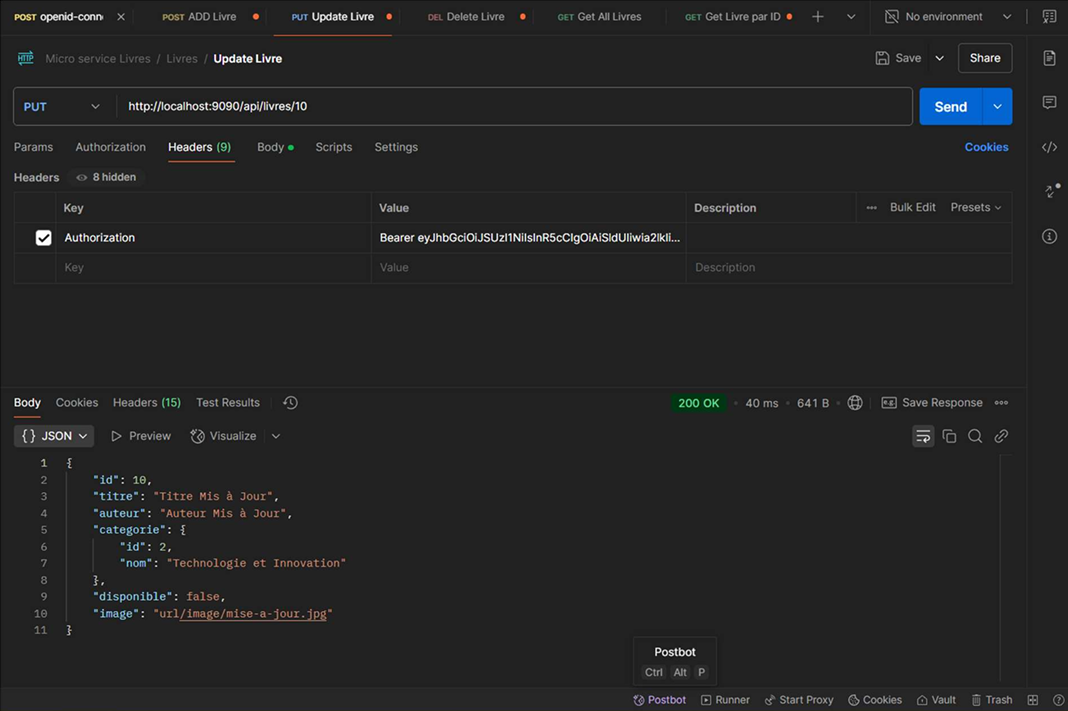 POST openid-conn POST ADD Livre PUT Update Livre DEL Delete Livre GET Get All Livres GET Get Livre par ID No environment
HTTP Micro service Livres / Livres / Update Livre Save Share
PUT http://localhost:9090/api/livres/10 Send
Params Authorization Headers (9) Body Scripts Settings Cookies
Headers 8 hidden
Key Value Description Bulk Edit Presets
Authorization Bearer eyJhbGciOiJSUzI1NiIsInR5cCIgOiAiSldUIiwia2lkIi...
Key Value Description
Body Cookies Headers (15) Test Results 200 OK 40 ms 641 B Save Response
{} JSON Preview Visualize
1 {
2 "id": 10,
3 "titre": "Titre Mis à Jour",
4 "auteur": "Auteur Mis à Jour",
5 "categorie": {
6 "id": 2,
7 "nom": "Technologie et Innovation"
8 },
9 "disponible": false,
10 "image": "url/image/mise-a-jour.jpg"
11 }
Postbot
Ctrl Alt P
Postbot Runner Start Proxy Cookies Vault Trash